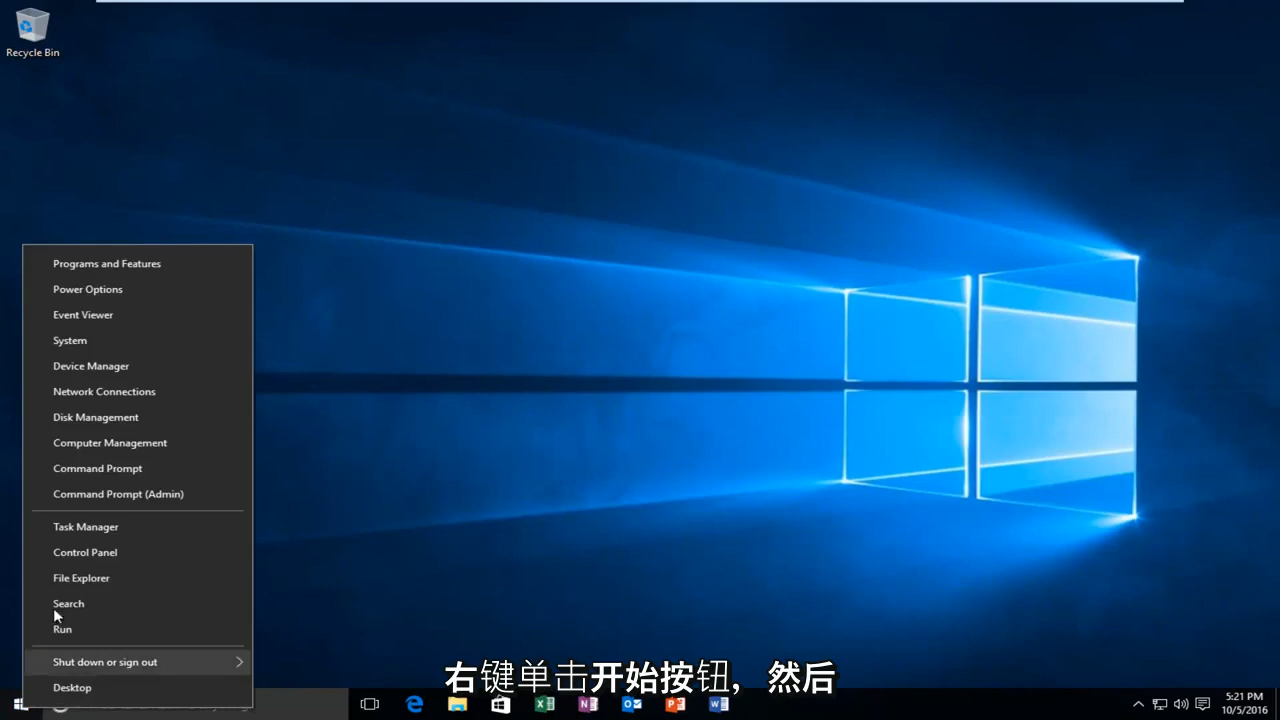 Recycle Bin
Programs and Features
Power Options
Event Viewer
System
Device Manager
Network Connections
Disk Management
Computer Management
Command Prompt
Command Prompt (Admin)
Task Manager
Control Panel
File Explorer
Search
Run
Shut down or sign out
Desktop
右键单击开始按钮，然后
5:21 PM
10/5/2016